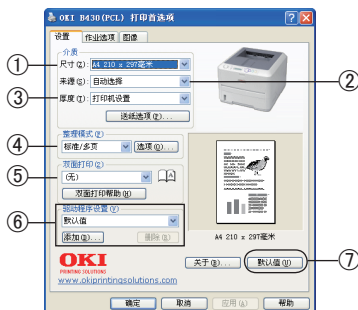 OKI B430(PCL) 打印首选项
设置 作业选项 图像
介质
① 尺寸(Z): A4 210 x 297毫米
② 来源(S): 自动选择
③ 厚度(T): 打印机设置
送纸选项(F)...
④ 整理模式(F)
标准/多页 选项(O)...
⑤ 双面打印(D)
(无)
双面打印帮助(H)
⑥ 驱动程序设置(V)
默认值
添加(D)... 删除(R)
A4 210 x 297毫米
OKI
PRINTING SOLUTIONS
www.okiprintingsolutions.com
关于(B)... 默认值(U) ⑦
确定 取消 应用(A) 帮助